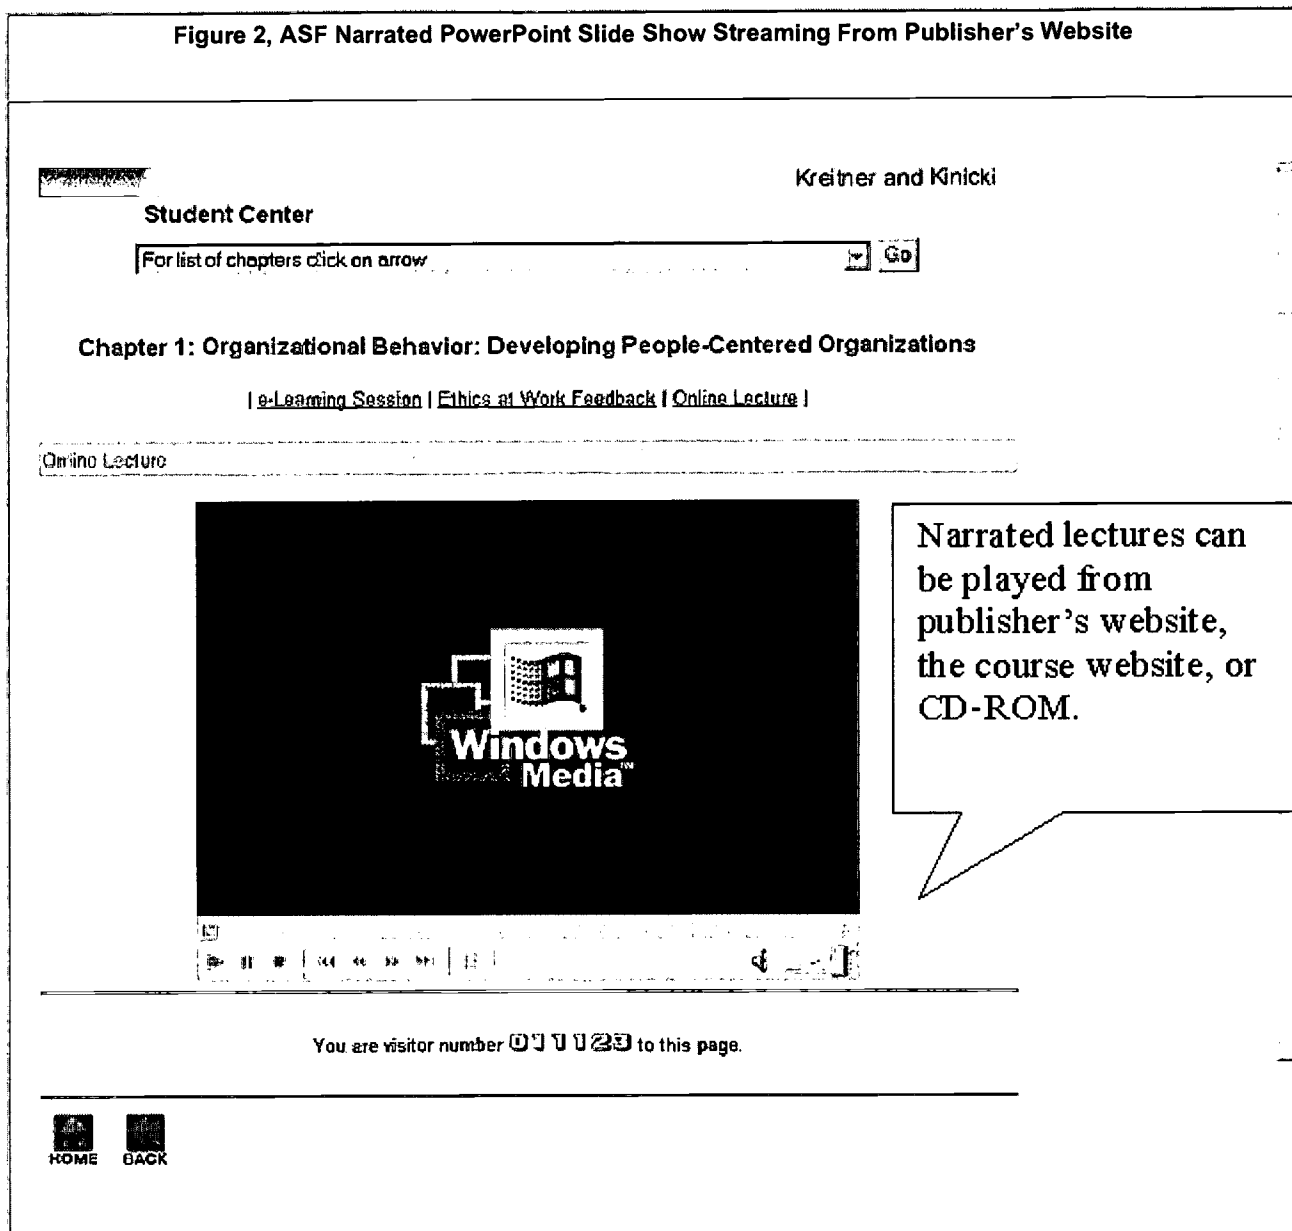 Figure 2, ASF Narrated PowerPoint Slide Show Streaming From Publisher's Website
Kreitner and Kinicki
Student Center
For list of chapters click on arrow
Go
Chapter 1: Organizational Behavior: Developing People-Centered Organizations
| e-Learning Session | Ethics at Work Feedback | Online Lecture |
Online Lecture
Narrated lectures can
be played from
publisher's website,
the course website, or
CD-ROM.
Windows
Media™
You are visitor number to this page.
HOME BACK